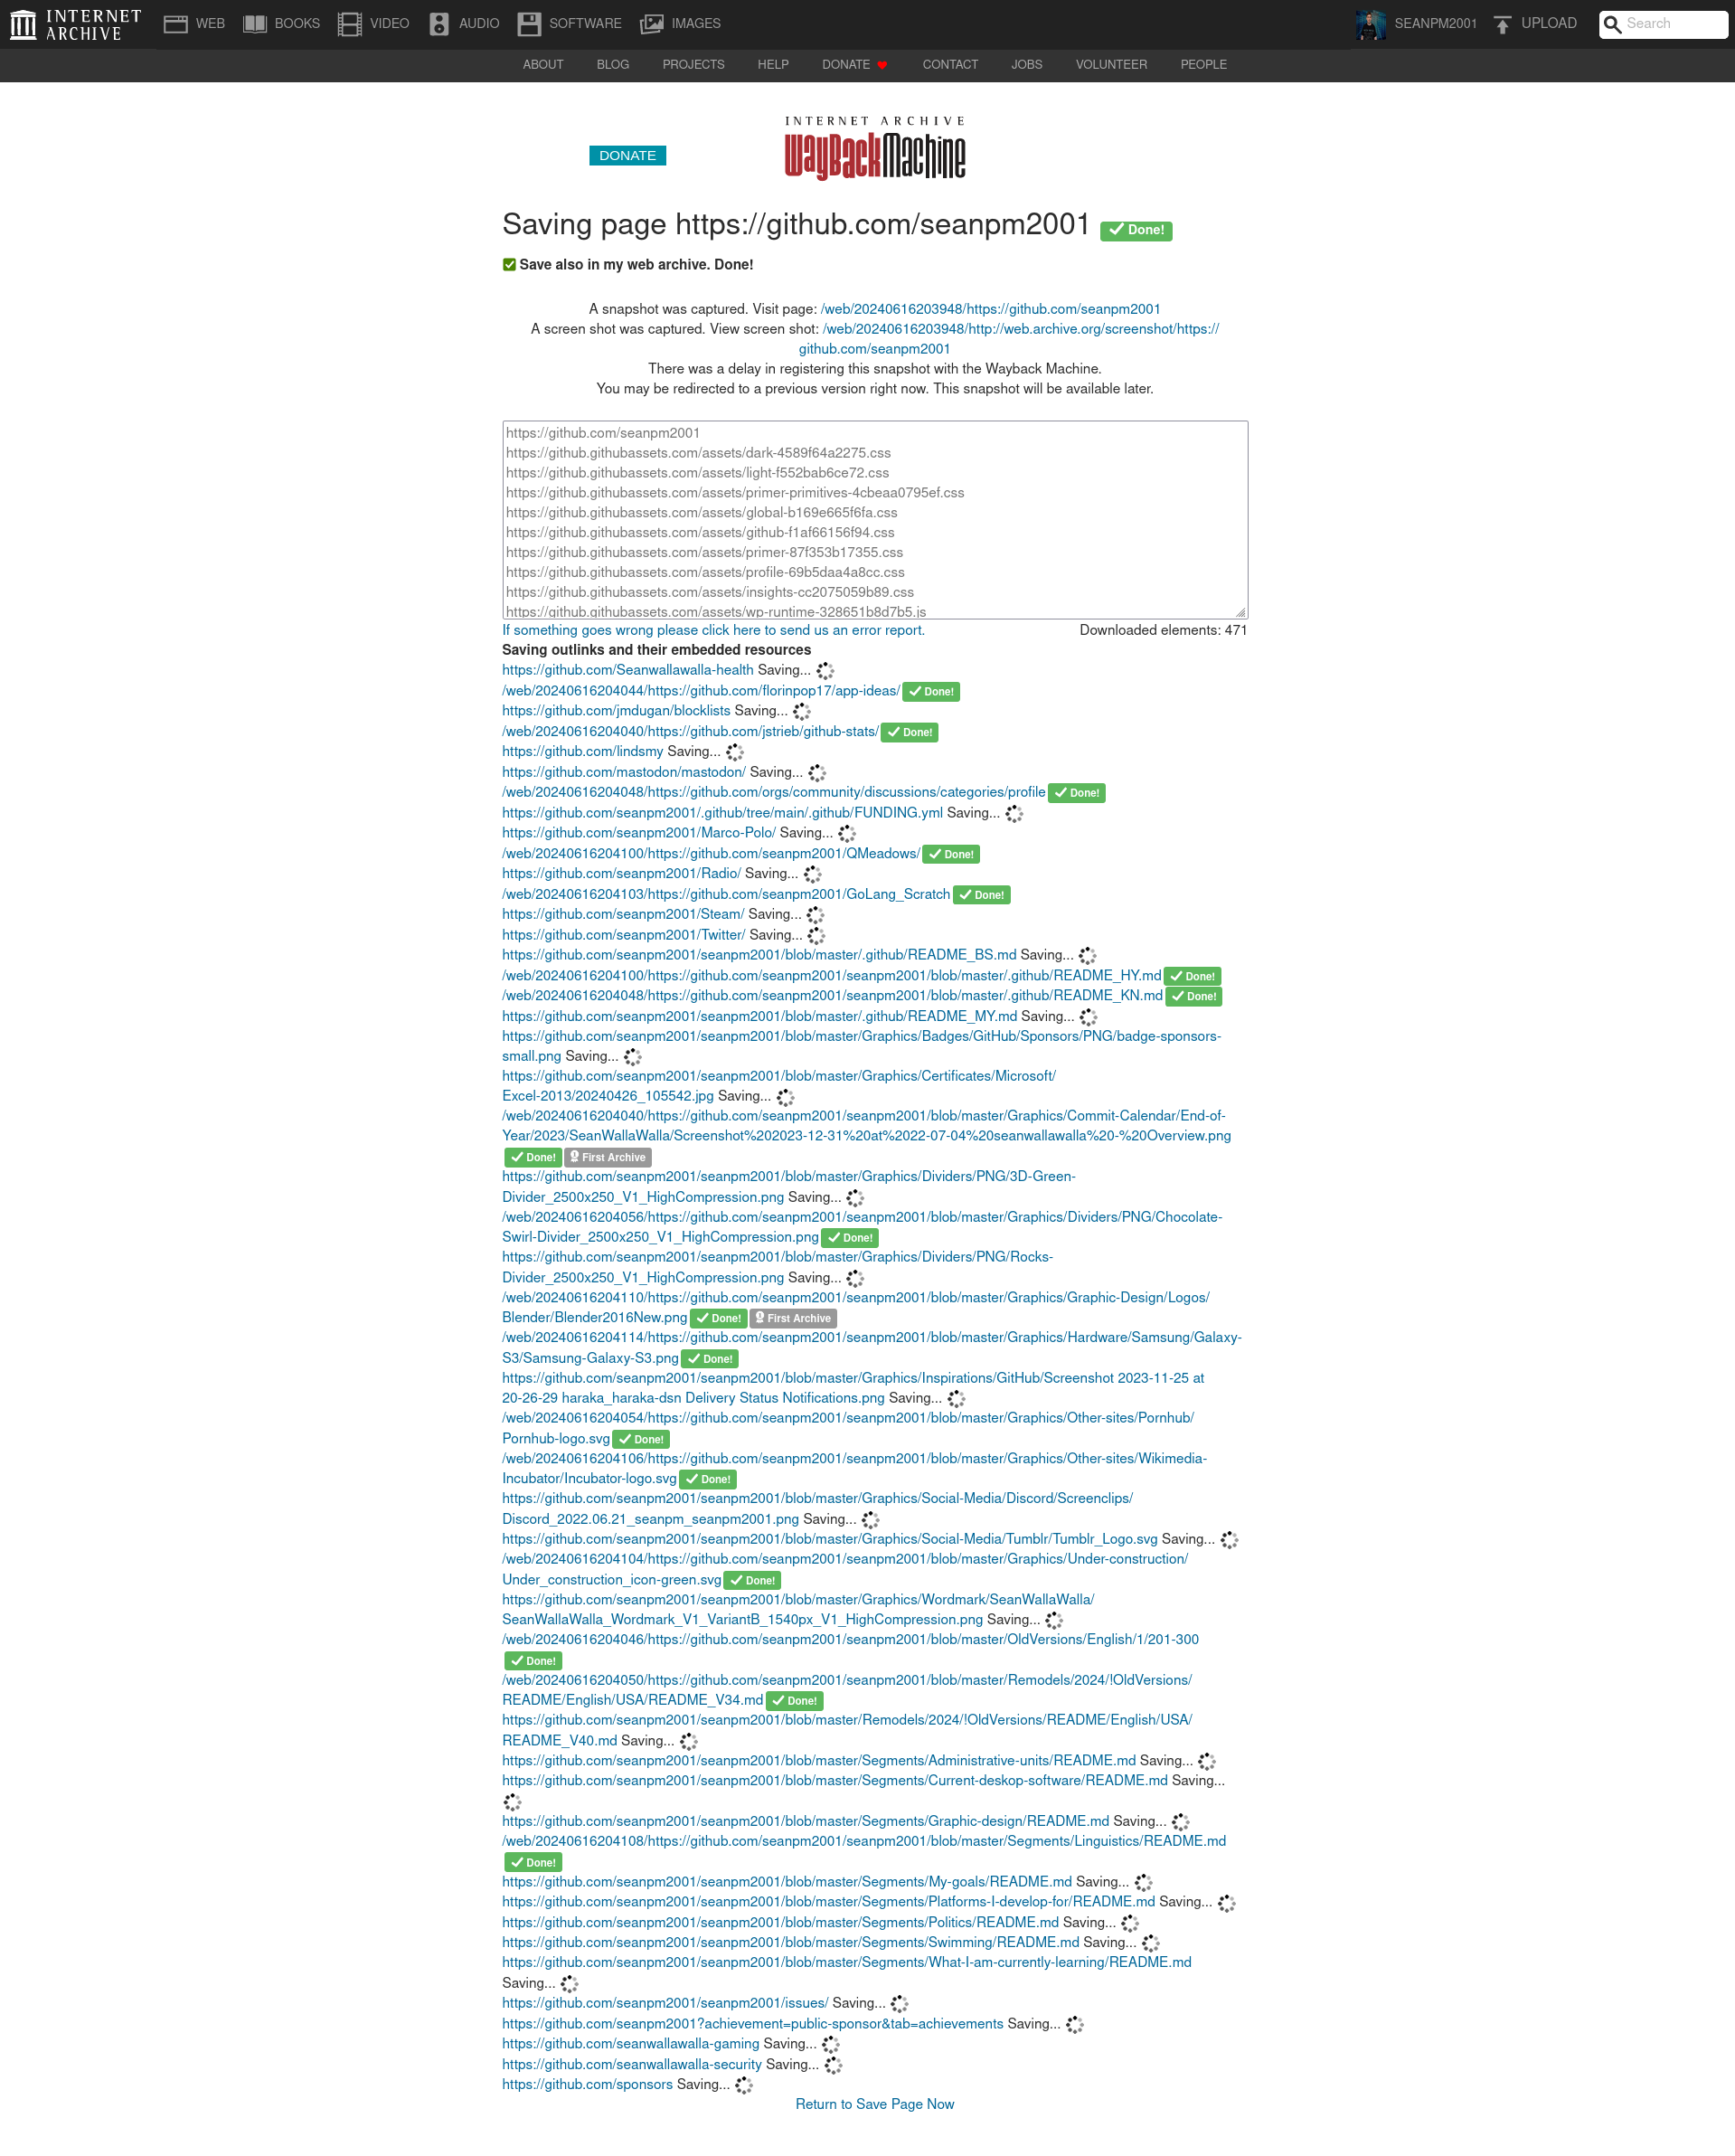 INTERNET ARCHIVE
WEB BOOKS VIDEO AUDIO SOFTWARE IMAGES SEANPM2001 UPLOAD Search
ABOUT BLOG PROJECTS HELP DONATE CONTACT JOBS VOLUNTEER PEOPLE
DONATE
INTERNET ARCHIVE
WayBackMachine
Saving page https://github.com/seanpm2001 Done!
Save also in my web archive. Done!
A snapshot was captured. Visit page: /web/20240616203948/https://github.com/seanpm2001
A screen shot was captured. View screen shot: /web/20240616203948/http://web.archive.org/screenshot/https://
github.com/seanpm2001
There was a delay in registering this snapshot with the Wayback Machine.
You may be redirected to a previous version right now. This snapshot will be available later.
https://github.com/seanpm2001
https://github.githubassets.com/assets/dark-4589f64a2275.css
https://github.githubassets.com/assets/light-f552bab6ce72.css
https://github.githubassets.com/assets/primer-primitives-4cbeaa0795ef.css
https://github.githubassets.com/assets/global-b169e665f6fa.css
https://github.githubassets.com/assets/github-f1af66156f94.css
https://github.githubassets.com/assets/primer-87f353b17355.css
https://github.githubassets.com/assets/profile-69b5daa4a8cc.css
https://github.githubassets.com/assets/insights-cc2075059b89.css
https://github.githubassets.com/assets/wp-runtime-328651b8d7b5.js
If something goes wrong please click here to send us an error report. Downloaded elements: 471
Saving outlinks and their embedded resources
https://github.com/Seanwallawalla-health Saving...
/web/20240616204044/https://github.com/florinpop17/app-ideas/ Done!
https://github.com/jmdugan/blocklists Saving...
/web/20240616204040/https://github.com/jstrieb/github-stats/ Done!
https://github.com/lindsmy Saving...
https://github.com/mastodon/mastodon/ Saving...
/web/20240616204048/https://github.com/orgs/community/discussions/categories/profile Done!
https://github.com/seanpm2001/.github/tree/main/.github/FUNDING.yml Saving...
https://github.com/seanpm2001/Marco-Polo/ Saving...
/web/20240616204100/https://github.com/seanpm2001/QMeadows/ Done!
https://github.com/seanpm2001/Radio/ Saving...
/web/20240616204103/https://github.com/seanpm2001/GoLang_Scratch Done!
https://github.com/seanpm2001/Steam/ Saving...
https://github.com/seanpm2001/Twitter/ Saving...
https://github.com/seanpm2001/seanpm2001/blob/master/.github/README_BS.md Saving...
/web/20240616204100/https://github.com/seanpm2001/seanpm2001/blob/master/.github/README_HY.md Done!
/web/20240616204048/https://github.com/seanpm2001/seanpm2001/blob/master/.github/README_KN.md Done!
https://github.com/seanpm2001/seanpm2001/blob/master/.github/README_MY.md Saving...
https://github.com/seanpm2001/seanpm2001/blob/master/Graphics/Badges/GitHub/Sponsors/PNG/badge-sponsors-
small.png Saving...
https://github.com/seanpm2001/seanpm2001/blob/master/Graphics/Certificates/Microsoft/
Excel-2013/20240426_105542.jpg Saving...
/web/20240616204040/https://github.com/seanpm2001/seanpm2001/blob/master/Graphics/Commit-Calendar/End-of-
Year/2023/SeanWallaWalla/Screenshot%202023-12-31%20at%2022-07-04%20seanwallawalla%20-%20Overview.png
Done! First Archive
https://github.com/seanpm2001/seanpm2001/blob/master/Graphics/Dividers/PNG/3D-Green-
Divider_2500x250_V1_HighCompression.png Saving...
/web/20240616204056/https://github.com/seanpm2001/seanpm2001/blob/master/Graphics/Dividers/PNG/Chocolate-
Swirl-Divider_2500x250_V1_HighCompression.png Done!
https://github.com/seanpm2001/seanpm2001/blob/master/Graphics/Dividers/PNG/Rocks-
Divider_2500x250_V1_HighCompression.png Saving...
/web/20240616204110/https://github.com/seanpm2001/seanpm2001/blob/master/Graphics/Graphic-Design/Logos/
Blender/Blender2016New.png Done! First Archive
/web/20240616204114/https://github.com/seanpm2001/seanpm2001/blob/master/Graphics/Hardware/Samsung/Galaxy-
S3/Samsung-Galaxy-S3.png Done!
https://github.com/seanpm2001/seanpm2001/blob/master/Graphics/Inspirations/GitHub/Screenshot 2023-11-25 at
20-26-29 haraka_haraka-dsn Delivery Status Notifications.png Saving...
/web/20240616204054/https://github.com/seanpm2001/seanpm2001/blob/master/Graphics/Other-sites/Pornhub/
Pornhub-logo.svg Done!
/web/20240616204106/https://github.com/seanpm2001/seanpm2001/blob/master/Graphics/Other-sites/Wikimedia-
Incubator/Incubator-logo.svg Done!
https://github.com/seanpm2001/seanpm2001/blob/master/Graphics/Social-Media/Discord/Screenclips/
Discord_2022.06.21_seanpm_seanpm2001.png Saving...
https://github.com/seanpm2001/seanpm2001/blob/master/Graphics/Social-Media/Tumblr/Tumblr_Logo.svg Saving...
/web/20240616204104/https://github.com/seanpm2001/seanpm2001/blob/master/Graphics/Under-construction/
Under_construction_icon-green.svg Done!
https://github.com/seanpm2001/seanpm2001/blob/master/Graphics/Wordmark/SeanWallaWalla/
SeanWallaWalla_Wordmark_V1_VariantB_1540px_V1_HighCompression.png Saving...
/web/20240616204046/https://github.com/seanpm2001/seanpm2001/blob/master/OldVersions/English/1/201-300
Done!
/web/20240616204050/https://github.com/seanpm2001/seanpm2001/blob/master/Remodels/2024/!OldVersions/
README/English/USA/README_V34.md Done!
https://github.com/seanpm2001/seanpm2001/blob/master/Remodels/2024/!OldVersions/README/English/USA/
README_V40.md Saving...
https://github.com/seanpm2001/seanpm2001/blob/master/Segments/Administrative-units/README.md Saving...
https://github.com/seanpm2001/seanpm2001/blob/master/Segments/Current-deskop-software/README.md Saving...
https://github.com/seanpm2001/seanpm2001/blob/master/Segments/Graphic-design/README.md Saving...
/web/20240616204108/https://github.com/seanpm2001/seanpm2001/blob/master/Segments/Linguistics/README.md
Done!
https://github.com/seanpm2001/seanpm2001/blob/master/Segments/My-goals/README.md Saving...
https://github.com/seanpm2001/seanpm2001/blob/master/Segments/Platforms-I-develop-for/README.md Saving...
https://github.com/seanpm2001/seanpm2001/blob/master/Segments/Politics/README.md Saving...
https://github.com/seanpm2001/seanpm2001/blob/master/Segments/Swimming/README.md Saving...
https://github.com/seanpm2001/seanpm2001/blob/master/Segments/What-I-am-currently-learning/README.md
Saving...
https://github.com/seanpm2001/seanpm2001/issues/ Saving...
https://github.com/seanpm2001?achievement=public-sponsor&tab=achievements Saving...
https://github.com/seanwallawalla-gaming Saving...
https://github.com/seanwallawalla-security Saving...
https://github.com/sponsors Saving...
Return to Save Page Now